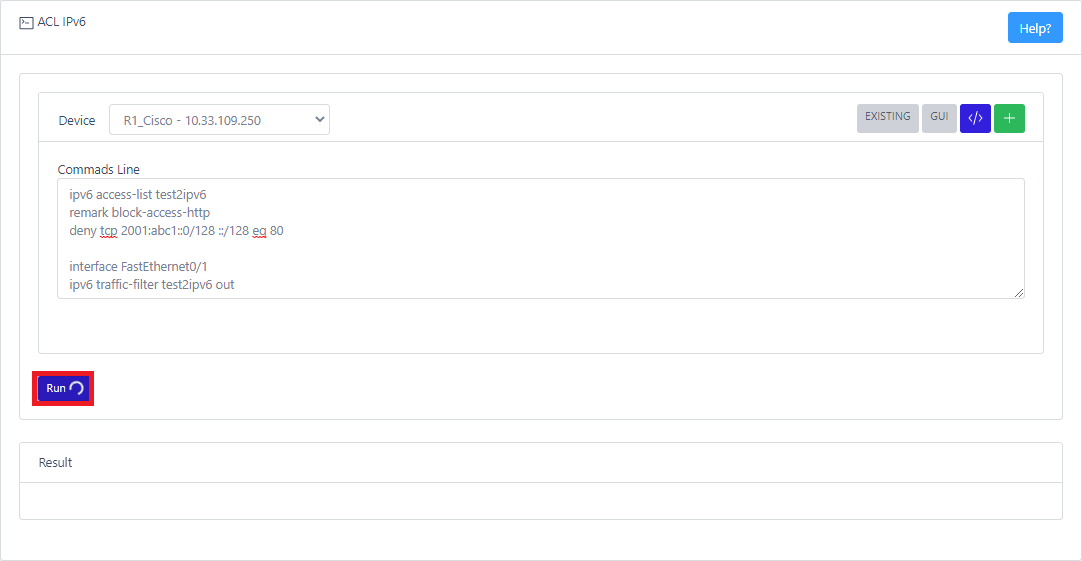 ACL IPv6
Help?
Device R1_Cisco - 10.33.109.250 EXISTING GUI </> +
Commads Line
ipv6 access-list test2ipv6
remark block-access-http
deny tcp 2001:abc1::0/128 ::/128 eq 80
interface FastEthernet0/1
ipv6 traffic-filter test2ipv6 out
Run
Result